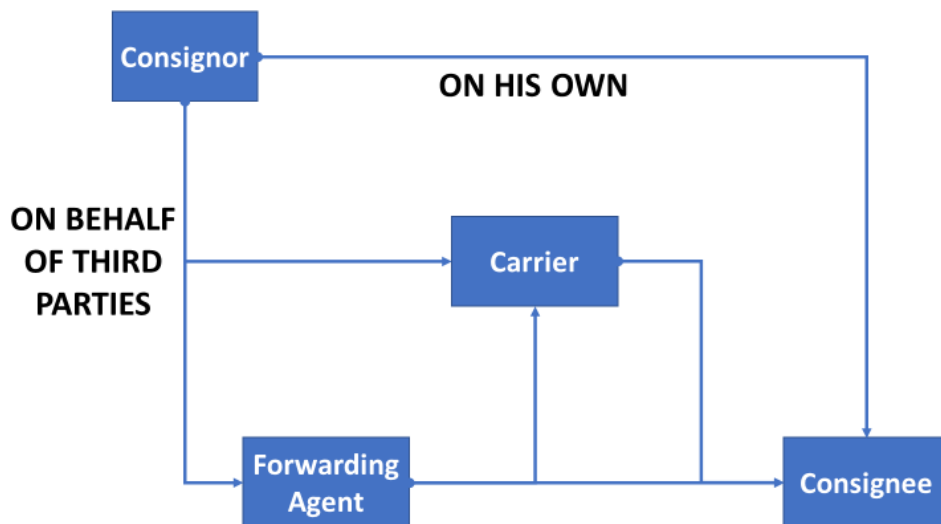 Consignor
ON HIS OWN
ON BEHALF
OF THIRD
PARTIES
Carrier
Forwarding
Agent
Consignee